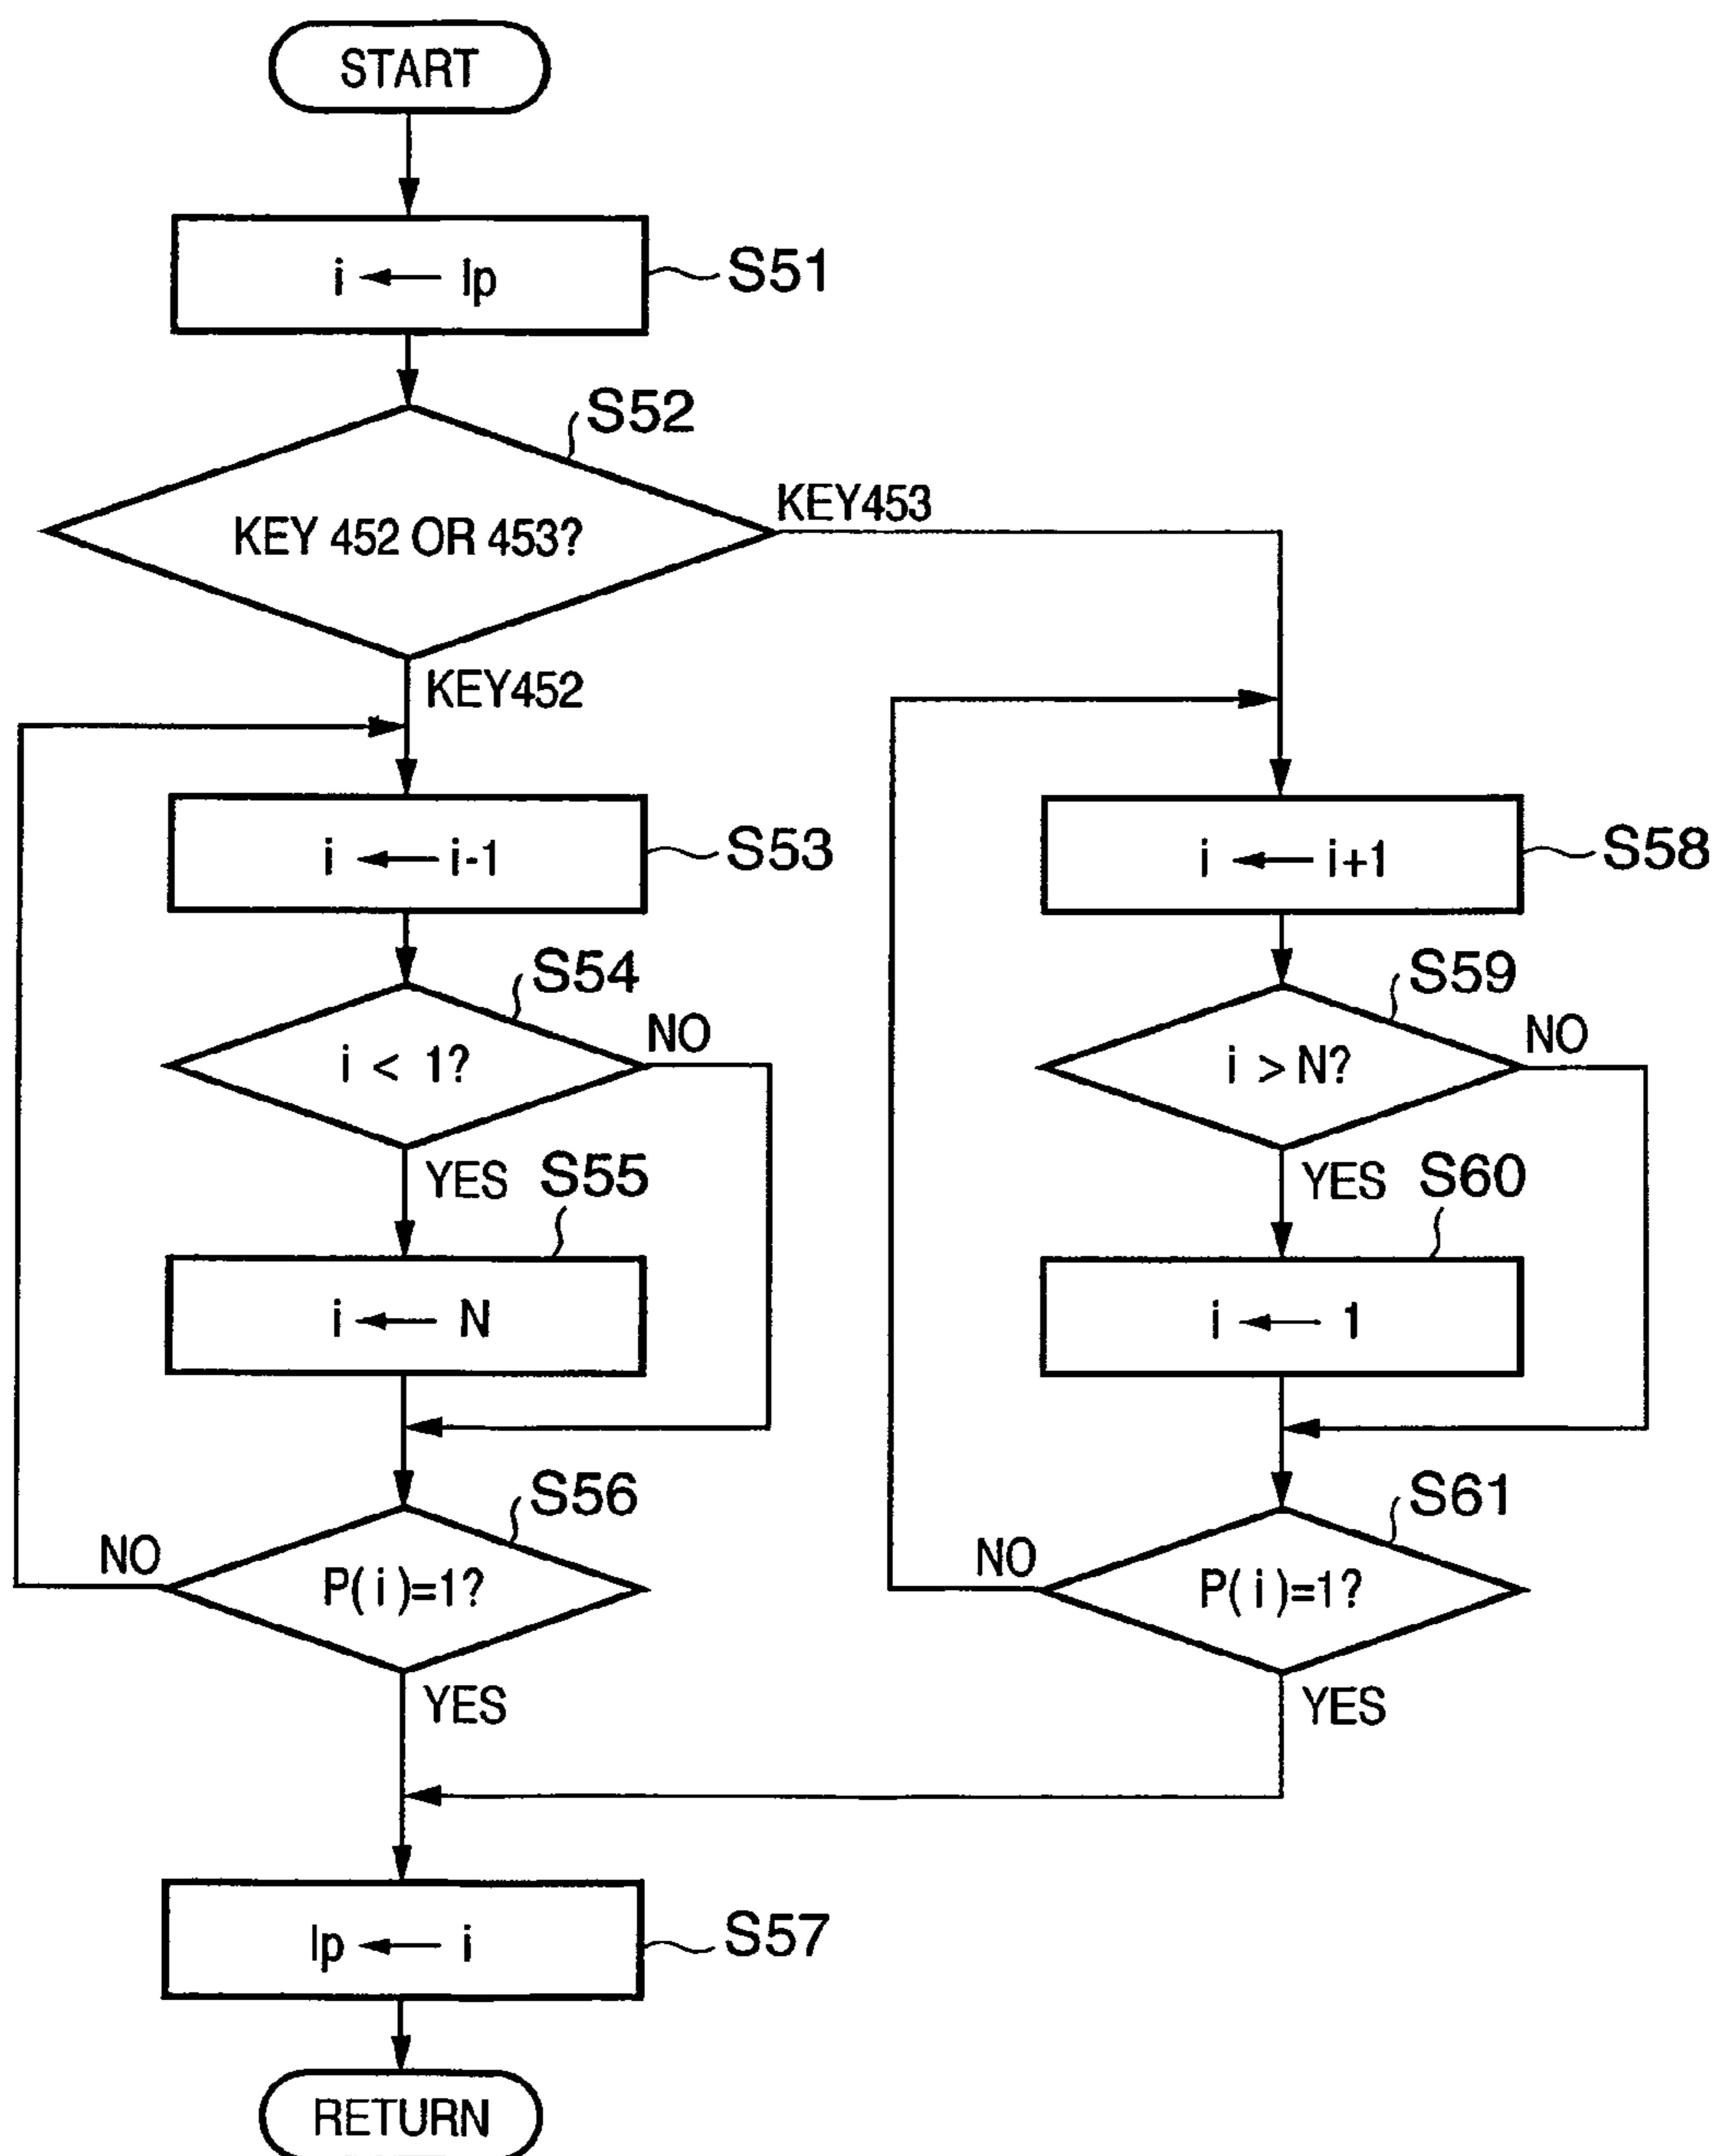 START
i ← Ip
S51
S52
KEY 452 OR 453?
KEY453
KEY452
i ← i-1
S53
i ← i+1
S58
S54
i < 1?
NO
S59
i > N?
NO
YES
S55
YES
S60
i ← N
i ← 1
S56
NO
P(i)=1?
S61
NO
P(i)=1?
YES
YES
Ip ← i
S57
RETURN